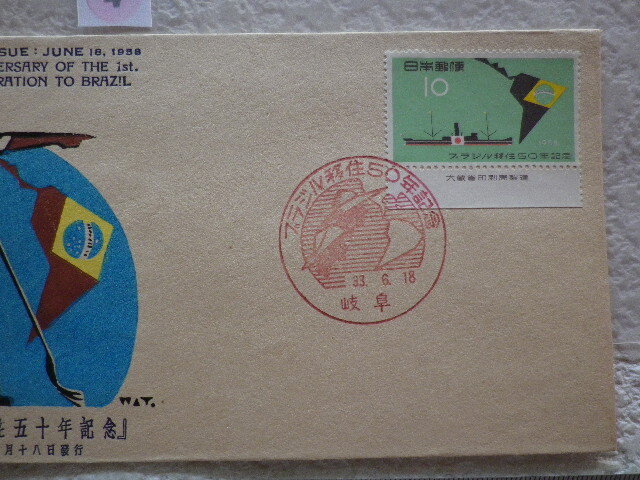 SUE: JUNE 18, 1958
ERSARY OF THE 1st.
RATION TO BRAZIL
日本郵便
10
1958
ブラジル移住50年記念
大蔵省印刷局製造
ブラジル移住50年記念
33. 6. 18
岐阜
WAT.
五十年記念』
月十八日發行